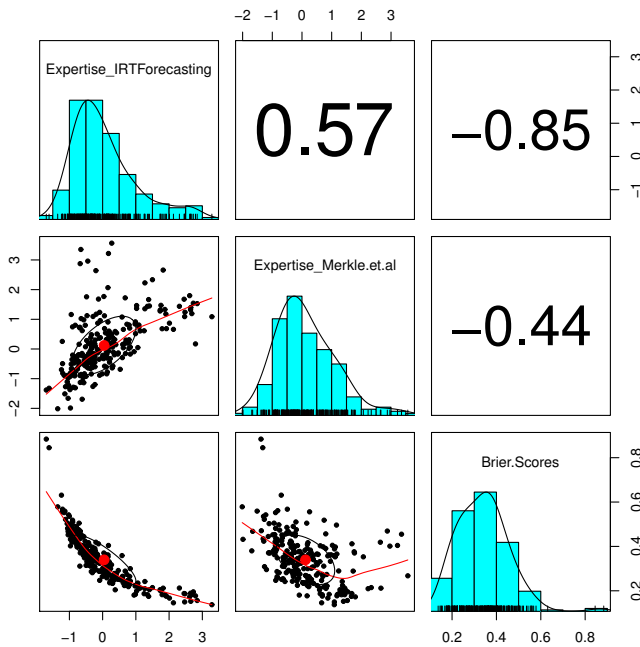 −2 −1 0 1 2 3
Expertise_IRTForecasting
0.57
−0.85
−1 0 1 2 3
−2 −1 0 1 2 3
Expertise_Merkle.et.al
−0.44
Brier.Scores
0.2 0.4 0.6 0.8
−1 0 1 2 3
0.2 0.4 0.6 0.8